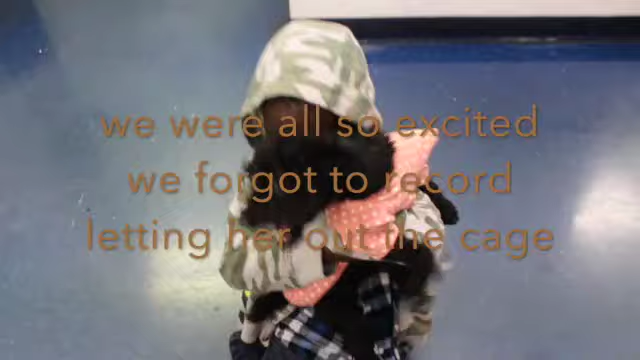 we were all so excited
we forgot to record
letting her out the cage